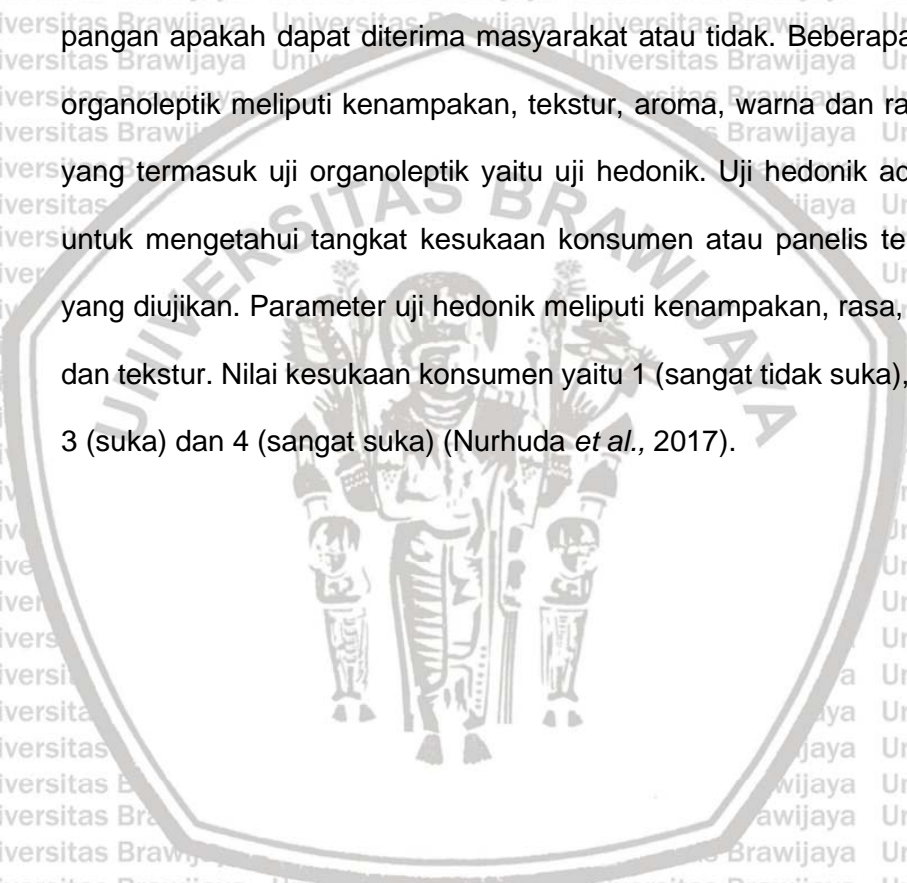 pangan apakah dapat diterima masyarakat atau tidak. Beberapa
organoleptik meliputi kenampakan, tekstur, aroma, warna dan ra
yang termasuk uji organoleptik yaitu uji hedonik. Uji hedonik ad
untuk mengetahui tangkat kesukaan konsumen atau panelis te
yang diujikan. Parameter uji hedonik meliputi kenampakan, rasa,
dan tekstur. Nilai kesukaan konsumen yaitu 1 (sangat tidak suka),
3 (suka) dan 4 (sangat suka) (Nurhuda et al., 2017).
UNIVERSITAS BRAWIJAYA